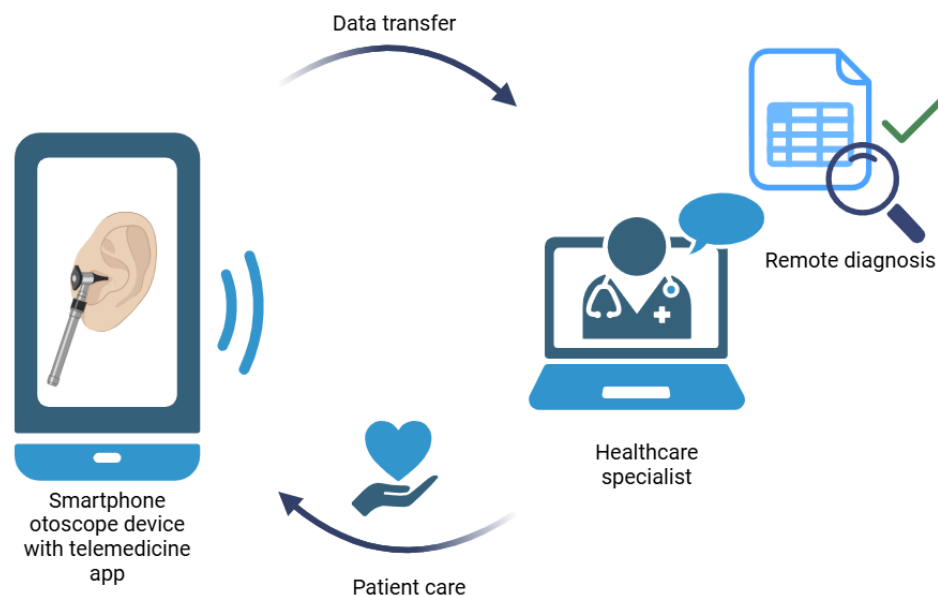 Data transfer
Remote diagnosis
Healthcare
specialist
Smartphone
otoscope device
with telemedicine
app
Patient care